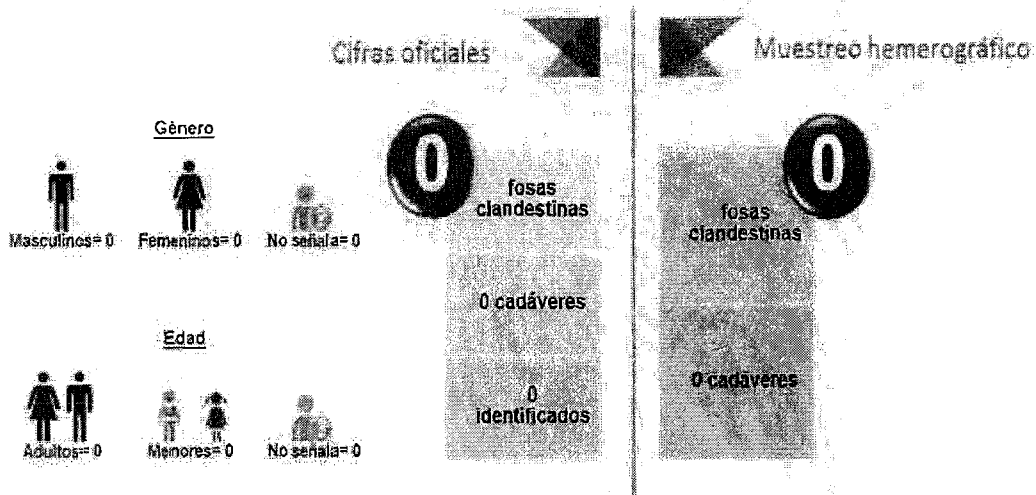 Cifras oficiales
Muestreo hemerográfico
Género
Masculinos= 0
Femeninos= 0
No señala= 0
Edad
Adultos= 0
Menores= 0
No señala= 0
0
fosas
clandestinas
0 cadáveres
0
identificados
0
fosas
clandestinas
0 cadáveres